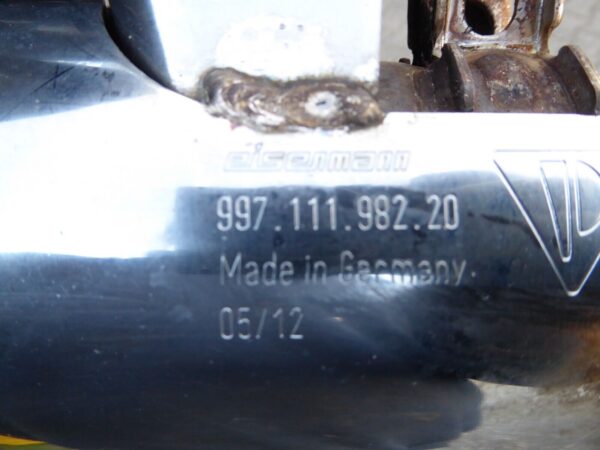 eisenmann
997.111.982.20
Made in Germany.
05/12